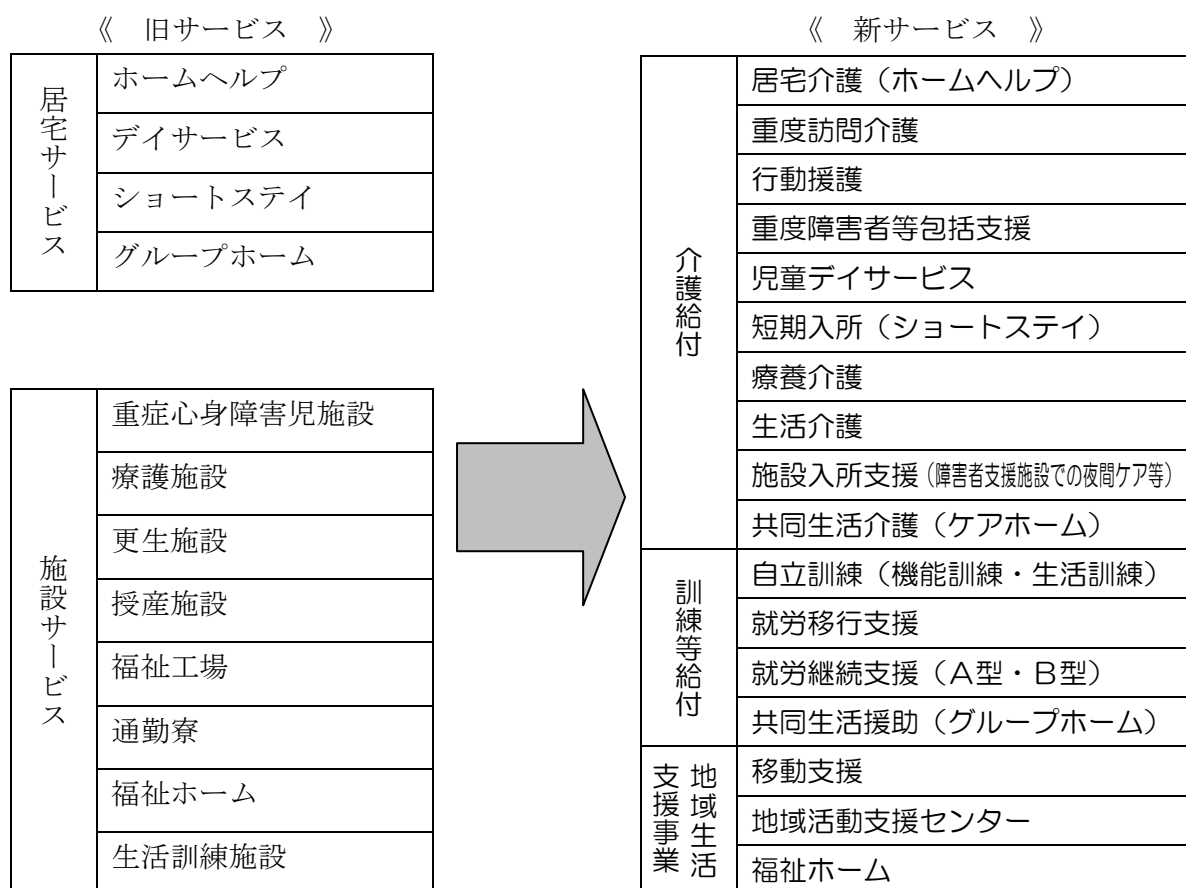 《　旧サービス　》
居宅サービス
ホームヘルプ
デイサービス
ショートステイ
グループホーム
施設サービス
重症心身障害児施設
療護施設
更生施設
授産施設
福祉工場
通勤寮
福祉ホーム
生活訓練施設
《　新サービス　》
介護給付
居宅介護（ホームヘルプ）
重度訪問介護
行動援護
重度障害者等包括支援
児童デイサービス
短期入所（ショートステイ）
療養介護
生活介護
施設入所支援（障害者支援施設での夜間ケア等）
共同生活介護（ケアホーム）
訓練等給付
自立訓練（機能訓練・生活訓練）
就労移行支援
就労継続支援（Ａ型・Ｂ型）
共同生活援助（グループホーム）
地域生活
支援事業
移動支援
地域活動支援センター
福祉ホーム